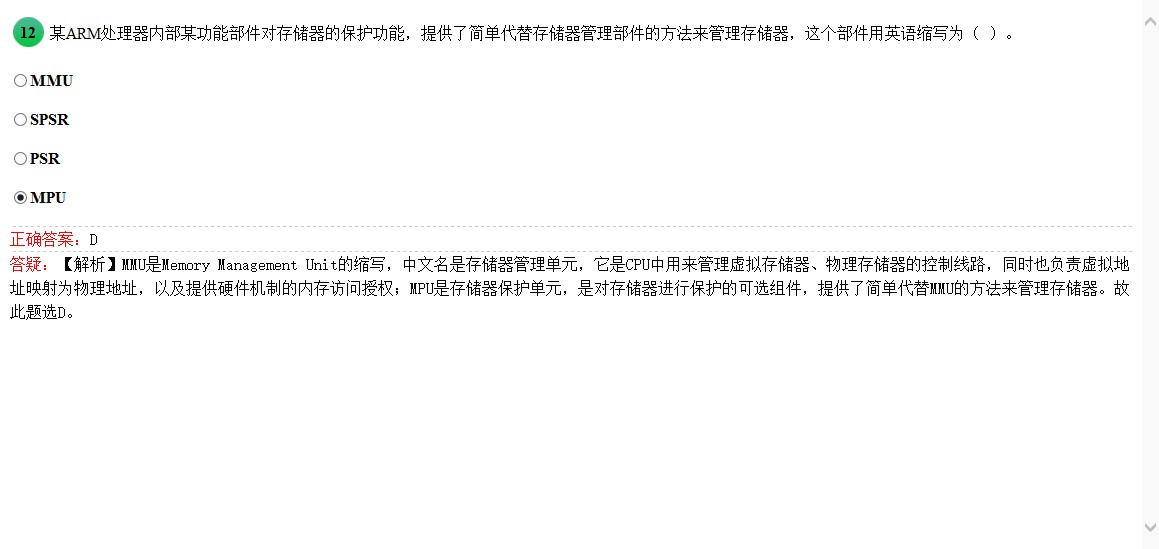 12 某ARM处理器内部某功能部件对存储器的保护功能，提供了简单代替存储器管理部件的方法来管理存储器，这个部件用英语缩写为（ ）。
MMU
SPSR
PSR
MPU
正确答案：D
答疑：【解析】MMU是Memory Management Unit的缩写，中文名是存储器管理单元，它是CPU中用来管理虚拟存储器、物理存储器的控制线路，同时也负责虚拟地
址映射为物理地址，以及提供硬件机制的内存访问授权；MPU是存储器保护单元，是对存储器进行保护的可选组件，提供了简单代替MMU的方法来管理存储器。故
此题选D。